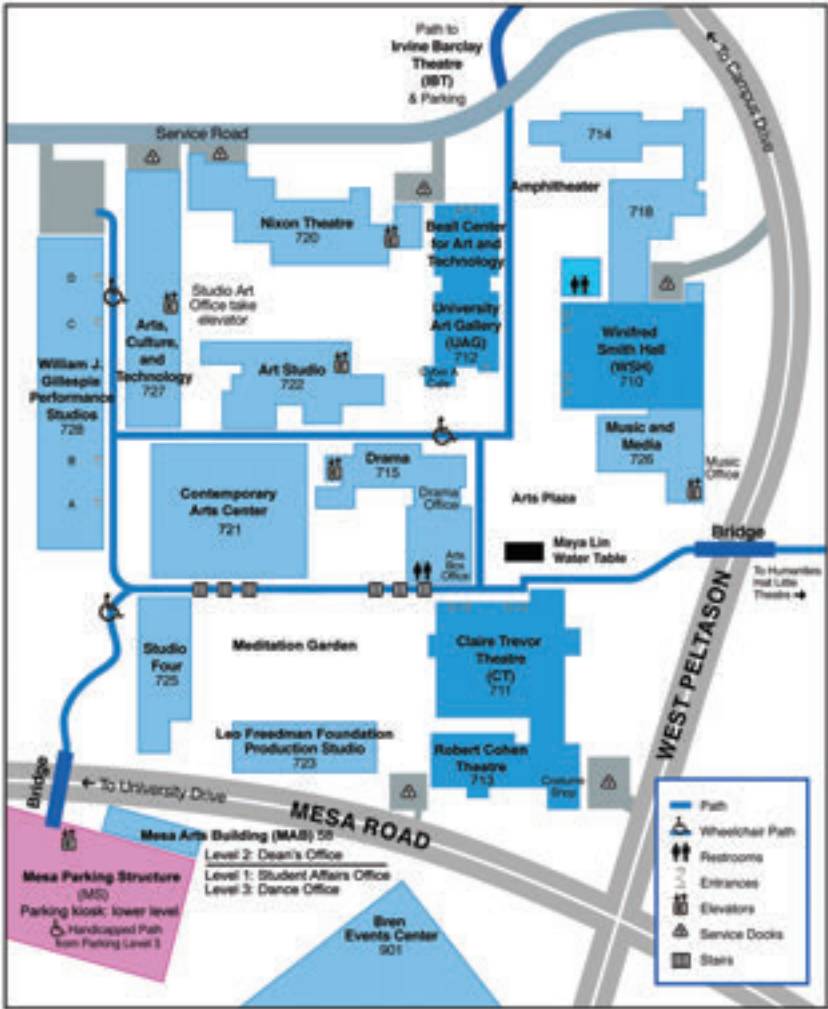 Path to
Irvine Barclay
Theatre
(IBT)
& Parking
← To Campus Drive
Service Road
714
Amphitheater
718
Nixon Theatre
720
Beall Center
for Art and
Technology
Studio Art
Office take
elevator
D
C
Arts,
Culture,
and
Technology
727
University
Art Gallery
(UAG)
712
Cyber A
Cafe
Winifred
Smith Hall
(WSH)
710
William J.
Gillespie
Performance
Studios
728
Art Studio
722
Music and
Media
726
Music
Office
B
A
Drama
715
Drama
Office
Contemporary
Arts Center
721
Arts Plaza
Arts
Box
Office
Maya Lin
Water Table
Bridge
To Humanities
Hall Little
Theatre →
Studio
Four
725
Meditation Garden
Claire Trevor
Theatre
(CT)
711
WEST PELTASON
Leo Freedman Foundation
Production Studio
723
Robert Cohen
Theatre
713
Costume
Shop
Bridge
← To University Drive
MESA ROAD
Mesa Arts Building (MAB) 58
Level 2: Dean's Office
Level 1: Student Affairs Office
Level 3: Dance Office
Mesa Parking Structure
(MS)
Parking kiosk: lower level
Handicapped Path
from Parking Level 3
Bren
Events Center
901
Path
Wheelchair Path
Restrooms
Entrances
Elevators
Service Docks
Stairs